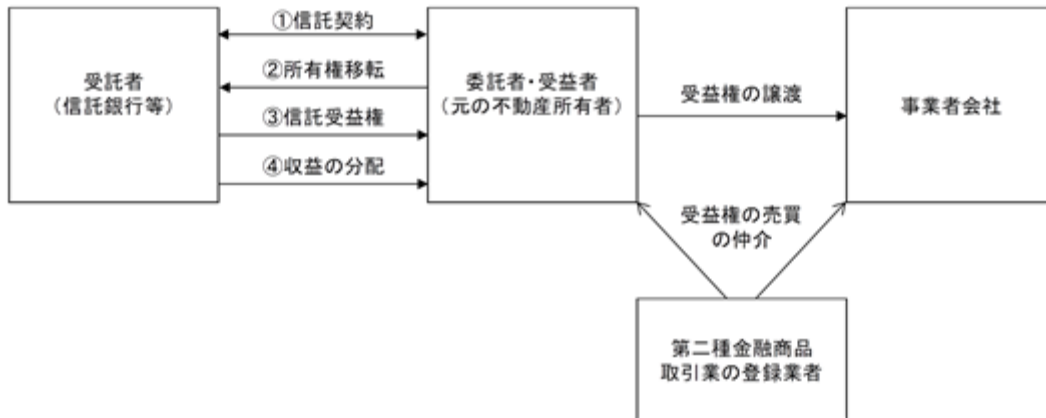 受託者
（信託銀行等）
①信託契約
②所有権移転
③信託受益権
④収益の分配
委託者・受益者
（元の不動産所有者）
受益権の譲渡
事業者会社
受益権の売買
の仲介
第二種金融商品
取引業の登録業者